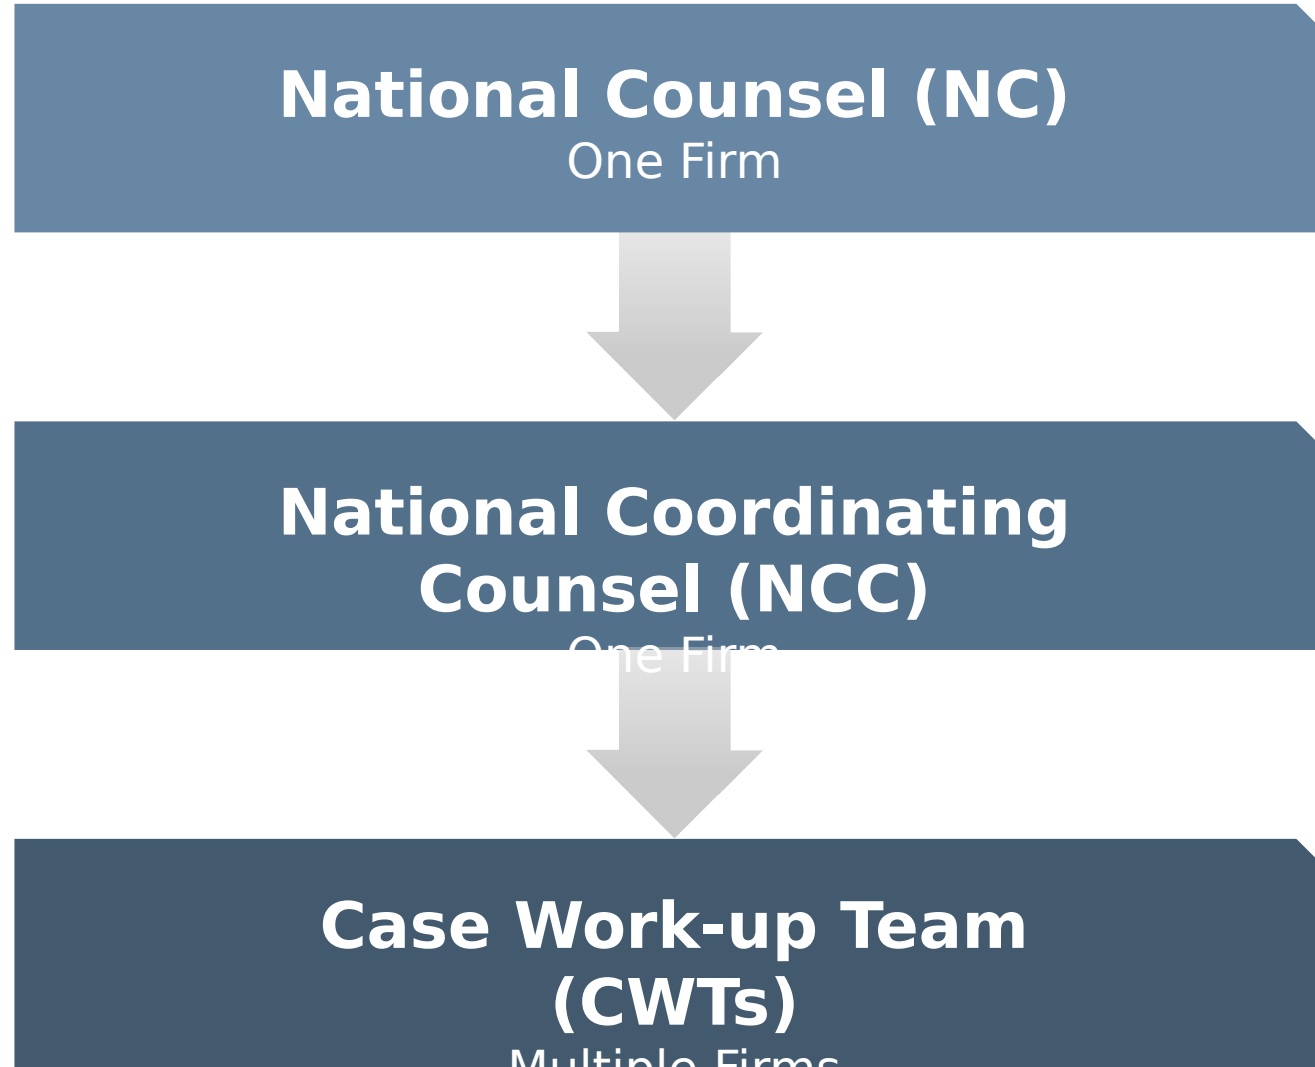 National Counsel (NC)
One Firm
National Coordinating
Counsel (NCC)
One Firm
Case Work-up Team
(CWTs)
Multiple Firms